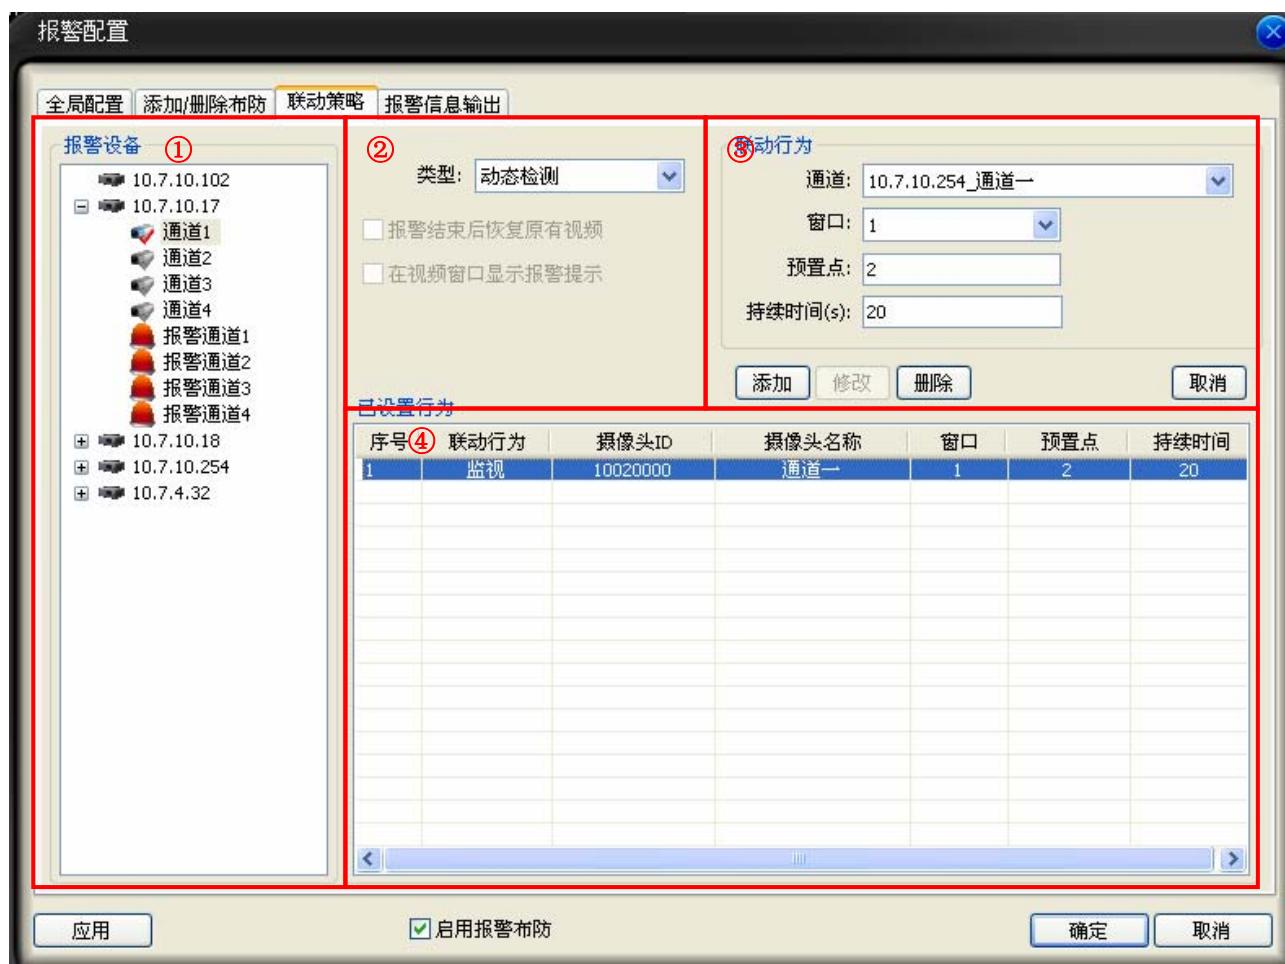 报警配置
全局配置 添加/删除布防 联动策略 报警信息输出
报警设备 ①
10.7.10.102
10.7.10.17
通道1
通道2
通道3
通道4
报警通道1
报警通道2
报警通道3
报警通道4
10.7.10.18
10.7.10.254
10.7.4.32
②
类型: 动态检测
报警结束后恢复原有视频
在视频窗口显示报警提示
③
联动行为
通道: 10.7.10.254_通道一
窗口: 1
预置点: 2
持续时间(s): 20
添加 修改 删除 取消
已设置行为
④
序号 联动行为 摄像头ID 摄像头名称 窗口 预置点 持续时间
1 监视 10020000 通道一 1 2 20
应用 启用报警布防 确定 取消